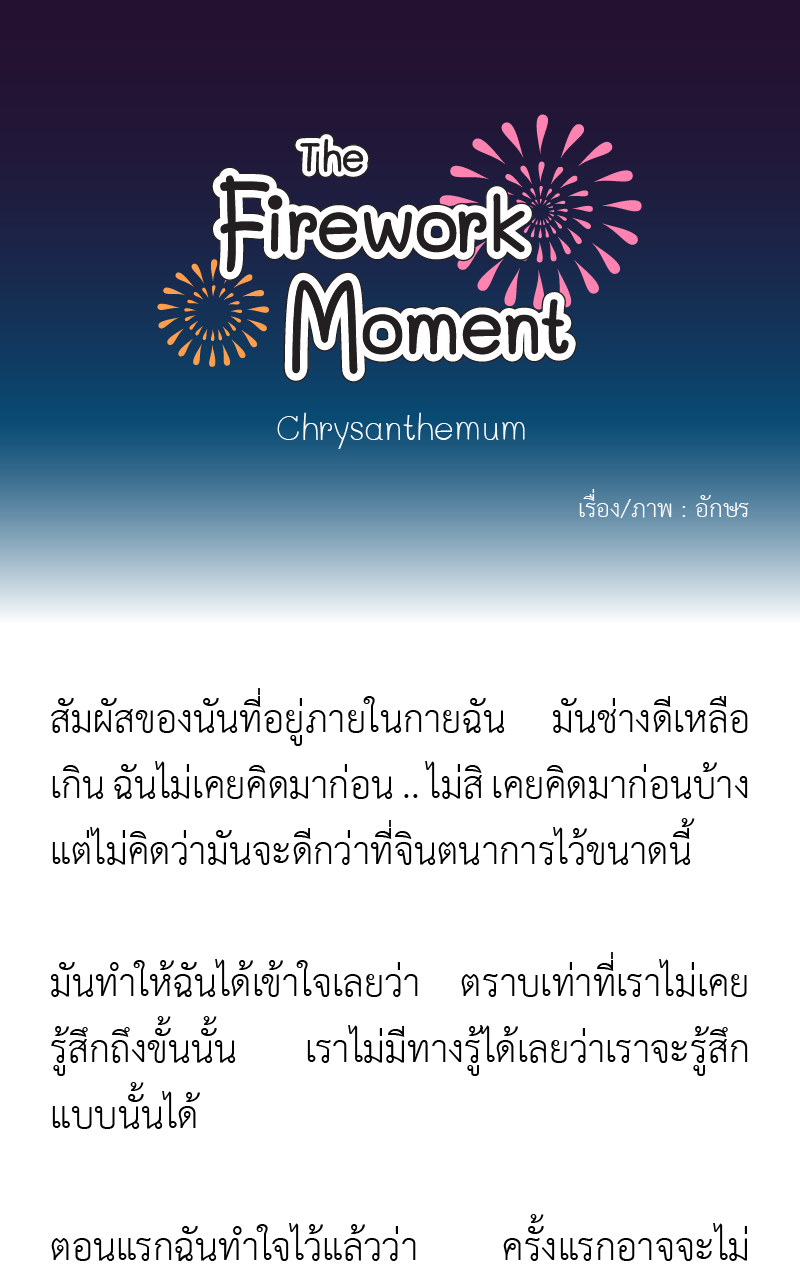 The
Firework
Moment
Chrysanthemum
เรื่อง/ภาพ : อักษร
สัมผัสของนันที่อยู่ภายในกายฉัน มันช่างดีเหลือ
เกิน ฉันไม่เคยคิดมาก่อน .. ไม่สิ เคยคิดมาก่อนบ้าง
แต่ไม่คิดว่ามันจะดีกว่าที่จินตนาการไว้ขนาดนี้
มันทำให้ฉันได้เข้าใจเลยว่า ตราบเท่าที่เราไม่เคย
รู้สึกถึงขั้นนั้น เราไม่มีทางรู้ได้เลยว่าเราจะรู้สึก
แบบนั้นได้
ตอนแรกฉันทำใจไว้แล้วว่า ครั้งแรกอาจจะไม่